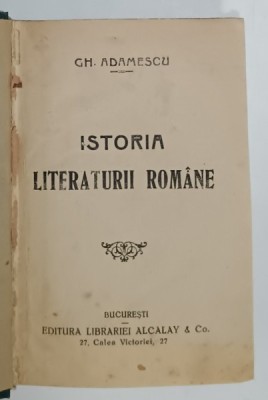 GH. ADAMESCU
ISTORIA
LITERATURII ROMÂNE
BUCUREȘTI
EDITURA LIBRARIEI ALCALAY & Co.
27, Calea Victoriei, 27